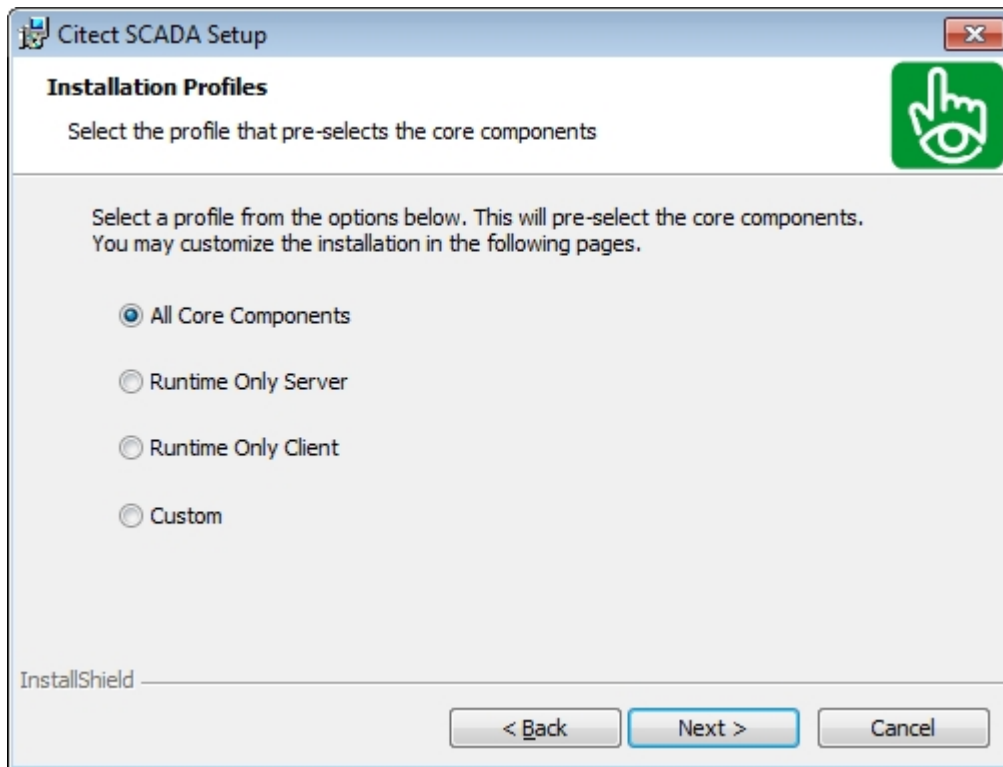 Citect SCADA Setup
Installation Profiles
Select the profile that pre-selects the core components
Select a profile from the options below. This will pre-select the core components.
You may customize the installation in the following pages.
All Core Components
Runtime Only Server
Runtime Only Client
Custom
InstallShield
< Back
Next >
Cancel